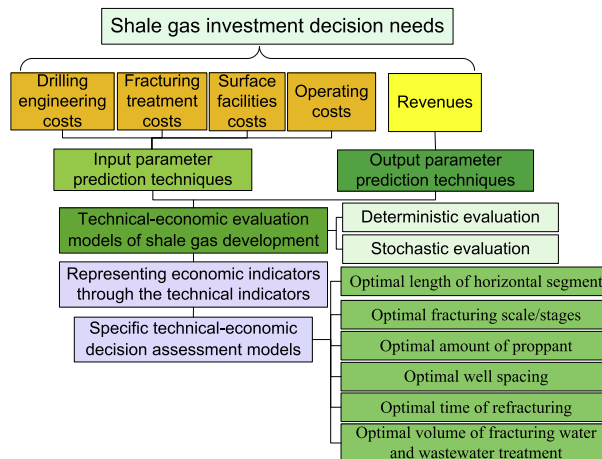 Shale gas investment decision needs
Drilling
engineering
costs
Fracturing
treatment
costs
Surface
facilities
costs
Operating
costs
Revenues
Input parameter
prediction techniques
Output parameter
prediction techniques
Technical-economic evaluation
models of shale gas development
Deterministic evaluation
Stochastic evaluation
Representing economic indicators
through the technical indicators
Specific technical-economic
decision assessment models
Optimal length of horizontal segment
Optimal fracturing scale/stages
Optimal amount of proppant
Optimal well spacing
Optimal time of refracturing
Optimal volume of fracturing water
and wastewater treatment